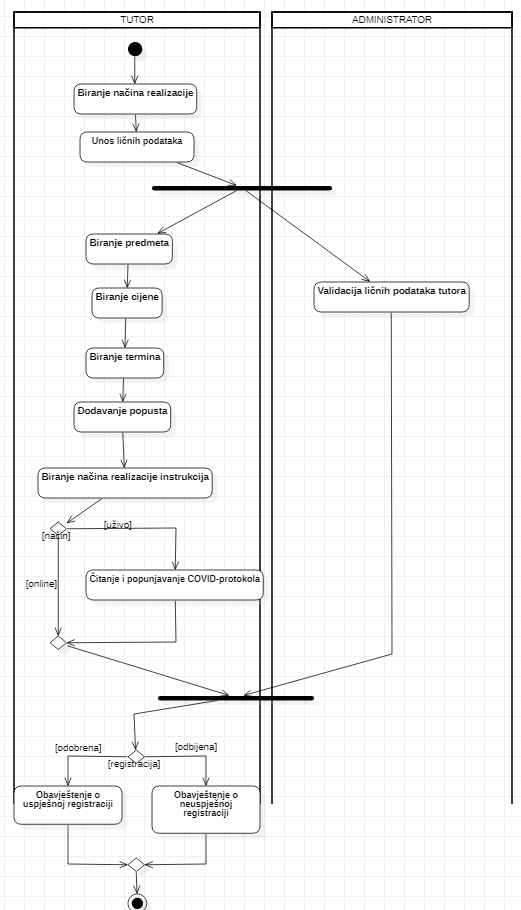 TUTOR
ADMINISTRATOR
Biranje načina realizacije
Unos ličnih podataka
Biranje predmeta
Validacija ličnih podataka tutora
Biranje cijene
Biranje termina
Dodavanje popusta
Biranje načina realizacije instrukcija
[uživo]
[način]
[online]
Čitanje i popunjavanje COVID-protokola
[odobrena]
[odbijena]
[registracija]
Obavještenje o
uspješnoj registraciji
Obavještenje o
neuspješnoj
registraciji